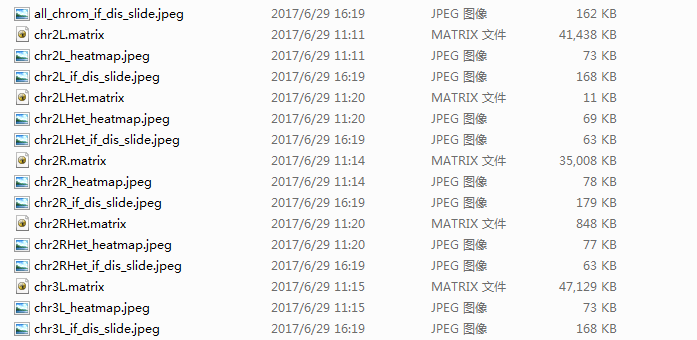 all_chrom_if_dis_slide.jpeg 2017/6/29 16:19 JPEG 图像 162 KB
chr2L.matrix 2017/6/29 11:11 MATRIX 文件 41,438 KB
chr2L_heatmap.jpeg 2017/6/29 11:11 JPEG 图像 73 KB
chr2L_if_dis_slide.jpeg 2017/6/29 16:19 JPEG 图像 168 KB
chr2LHet.matrix 2017/6/29 11:20 MATRIX 文件 11 KB
chr2LHet_heatmap.jpeg 2017/6/29 11:20 JPEG 图像 69 KB
chr2LHet_if_dis_slide.jpeg 2017/6/29 16:19 JPEG 图像 63 KB
chr2R.matrix 2017/6/29 11:14 MATRIX 文件 35,008 KB
chr2R_heatmap.jpeg 2017/6/29 11:14 JPEG 图像 78 KB
chr2R_if_dis_slide.jpeg 2017/6/29 16:19 JPEG 图像 179 KB
chr2RHet.matrix 2017/6/29 11:20 MATRIX 文件 848 KB
chr2RHet_heatmap.jpeg 2017/6/29 11:20 JPEG 图像 77 KB
chr2RHet_if_dis_slide.jpeg 2017/6/29 16:19 JPEG 图像 63 KB
chr3L.matrix 2017/6/29 11:15 MATRIX 文件 47,129 KB
chr3L_heatmap.jpeg 2017/6/29 11:15 JPEG 图像 73 KB
chr3L_if_dis_slide.jpeg 2017/6/29 16:19 JPEG 图像 168 KB